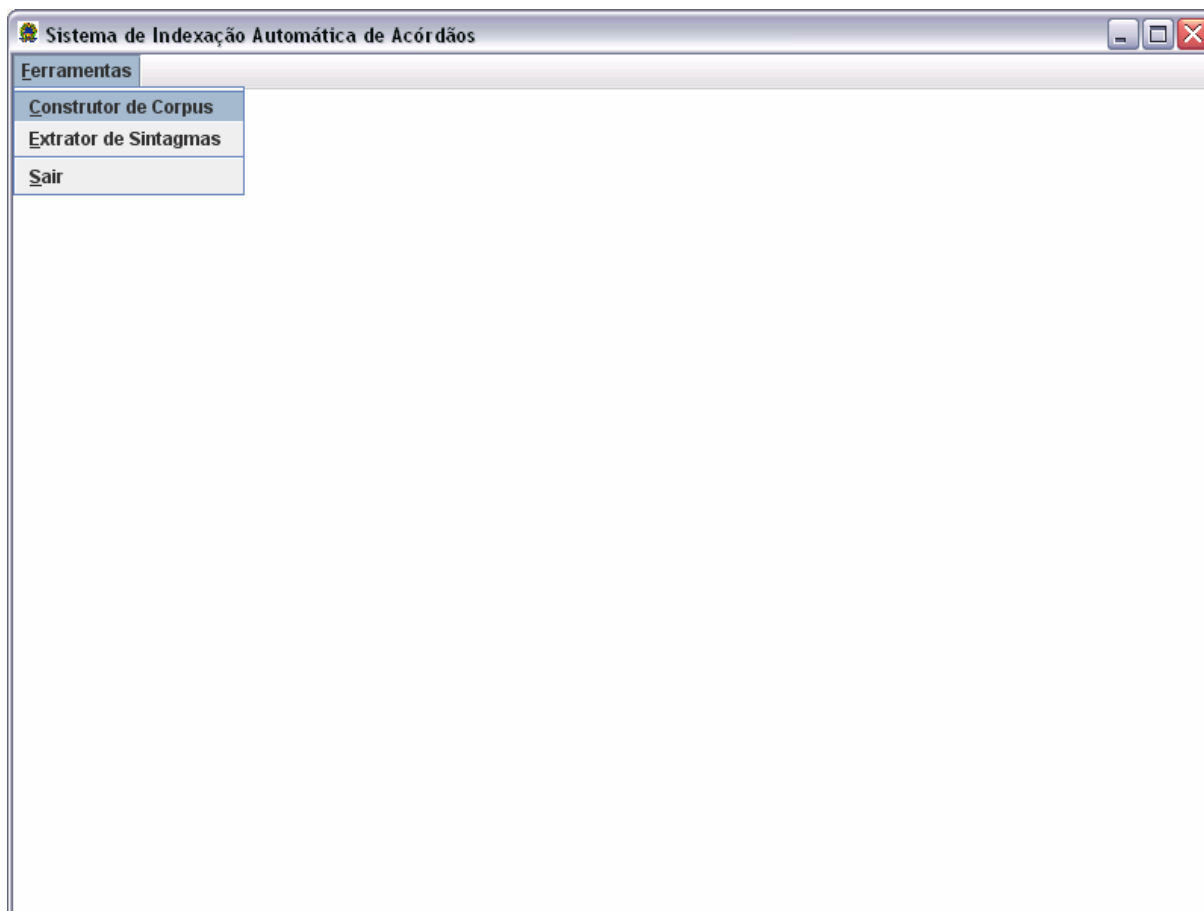 Sistema de Indexação Automática de Acórdãos
Ferramentas
Construtor de Corpus
Extrator de Sintagmas
Sair